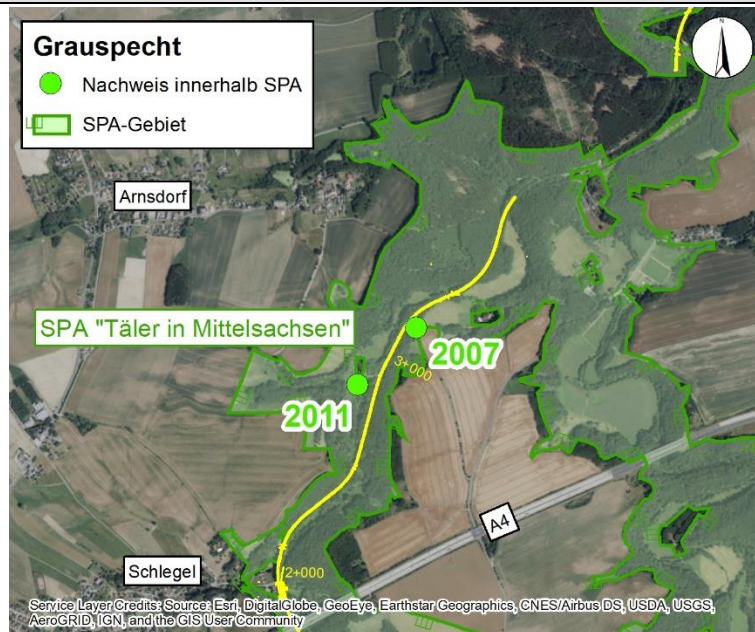 Grauspecht
Nachweis innerhalb SPA
SPA-Gebiet
N
Arnsdorf
SPA "Täler in Mittelsachsen"
2007
3+000
2011
A4
Schlegel
2+000
Service Layer Credits: Source: Esri, DigitalGlobe, GeoEye, Earthstar Geographics, CNES/Airbus DS, USDA, USGS,
AeroGRID, IGN, and the GIS User Community